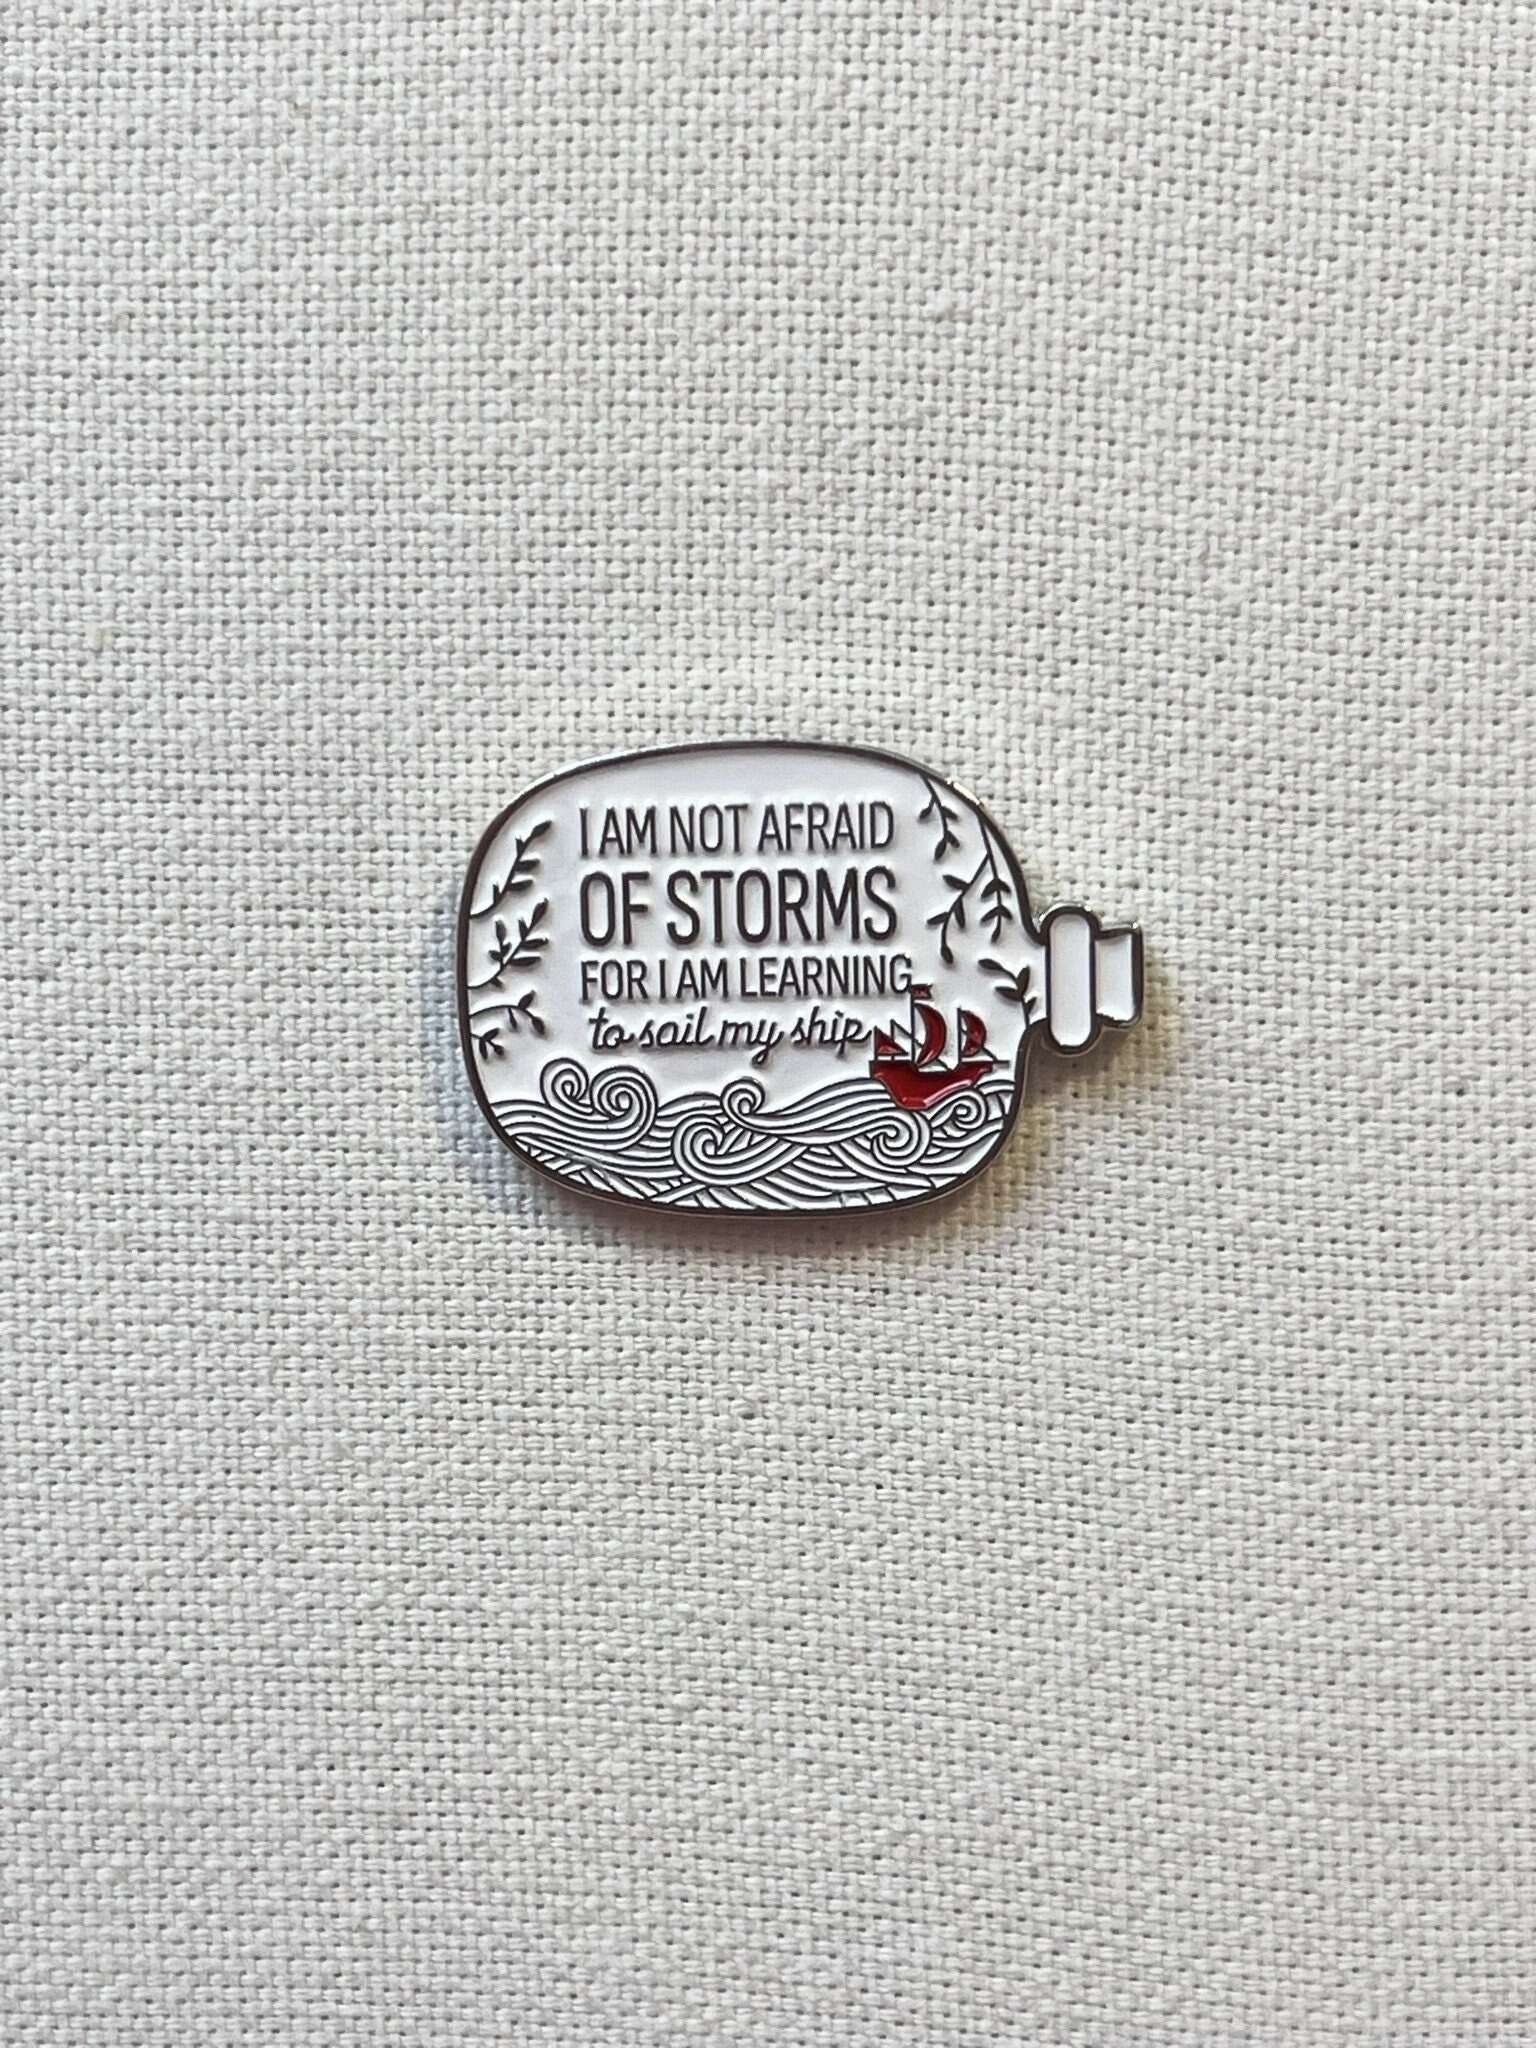 I AM NOT AFRAID
OF STORMS
FOR I AM LEARNING
to sail my ship